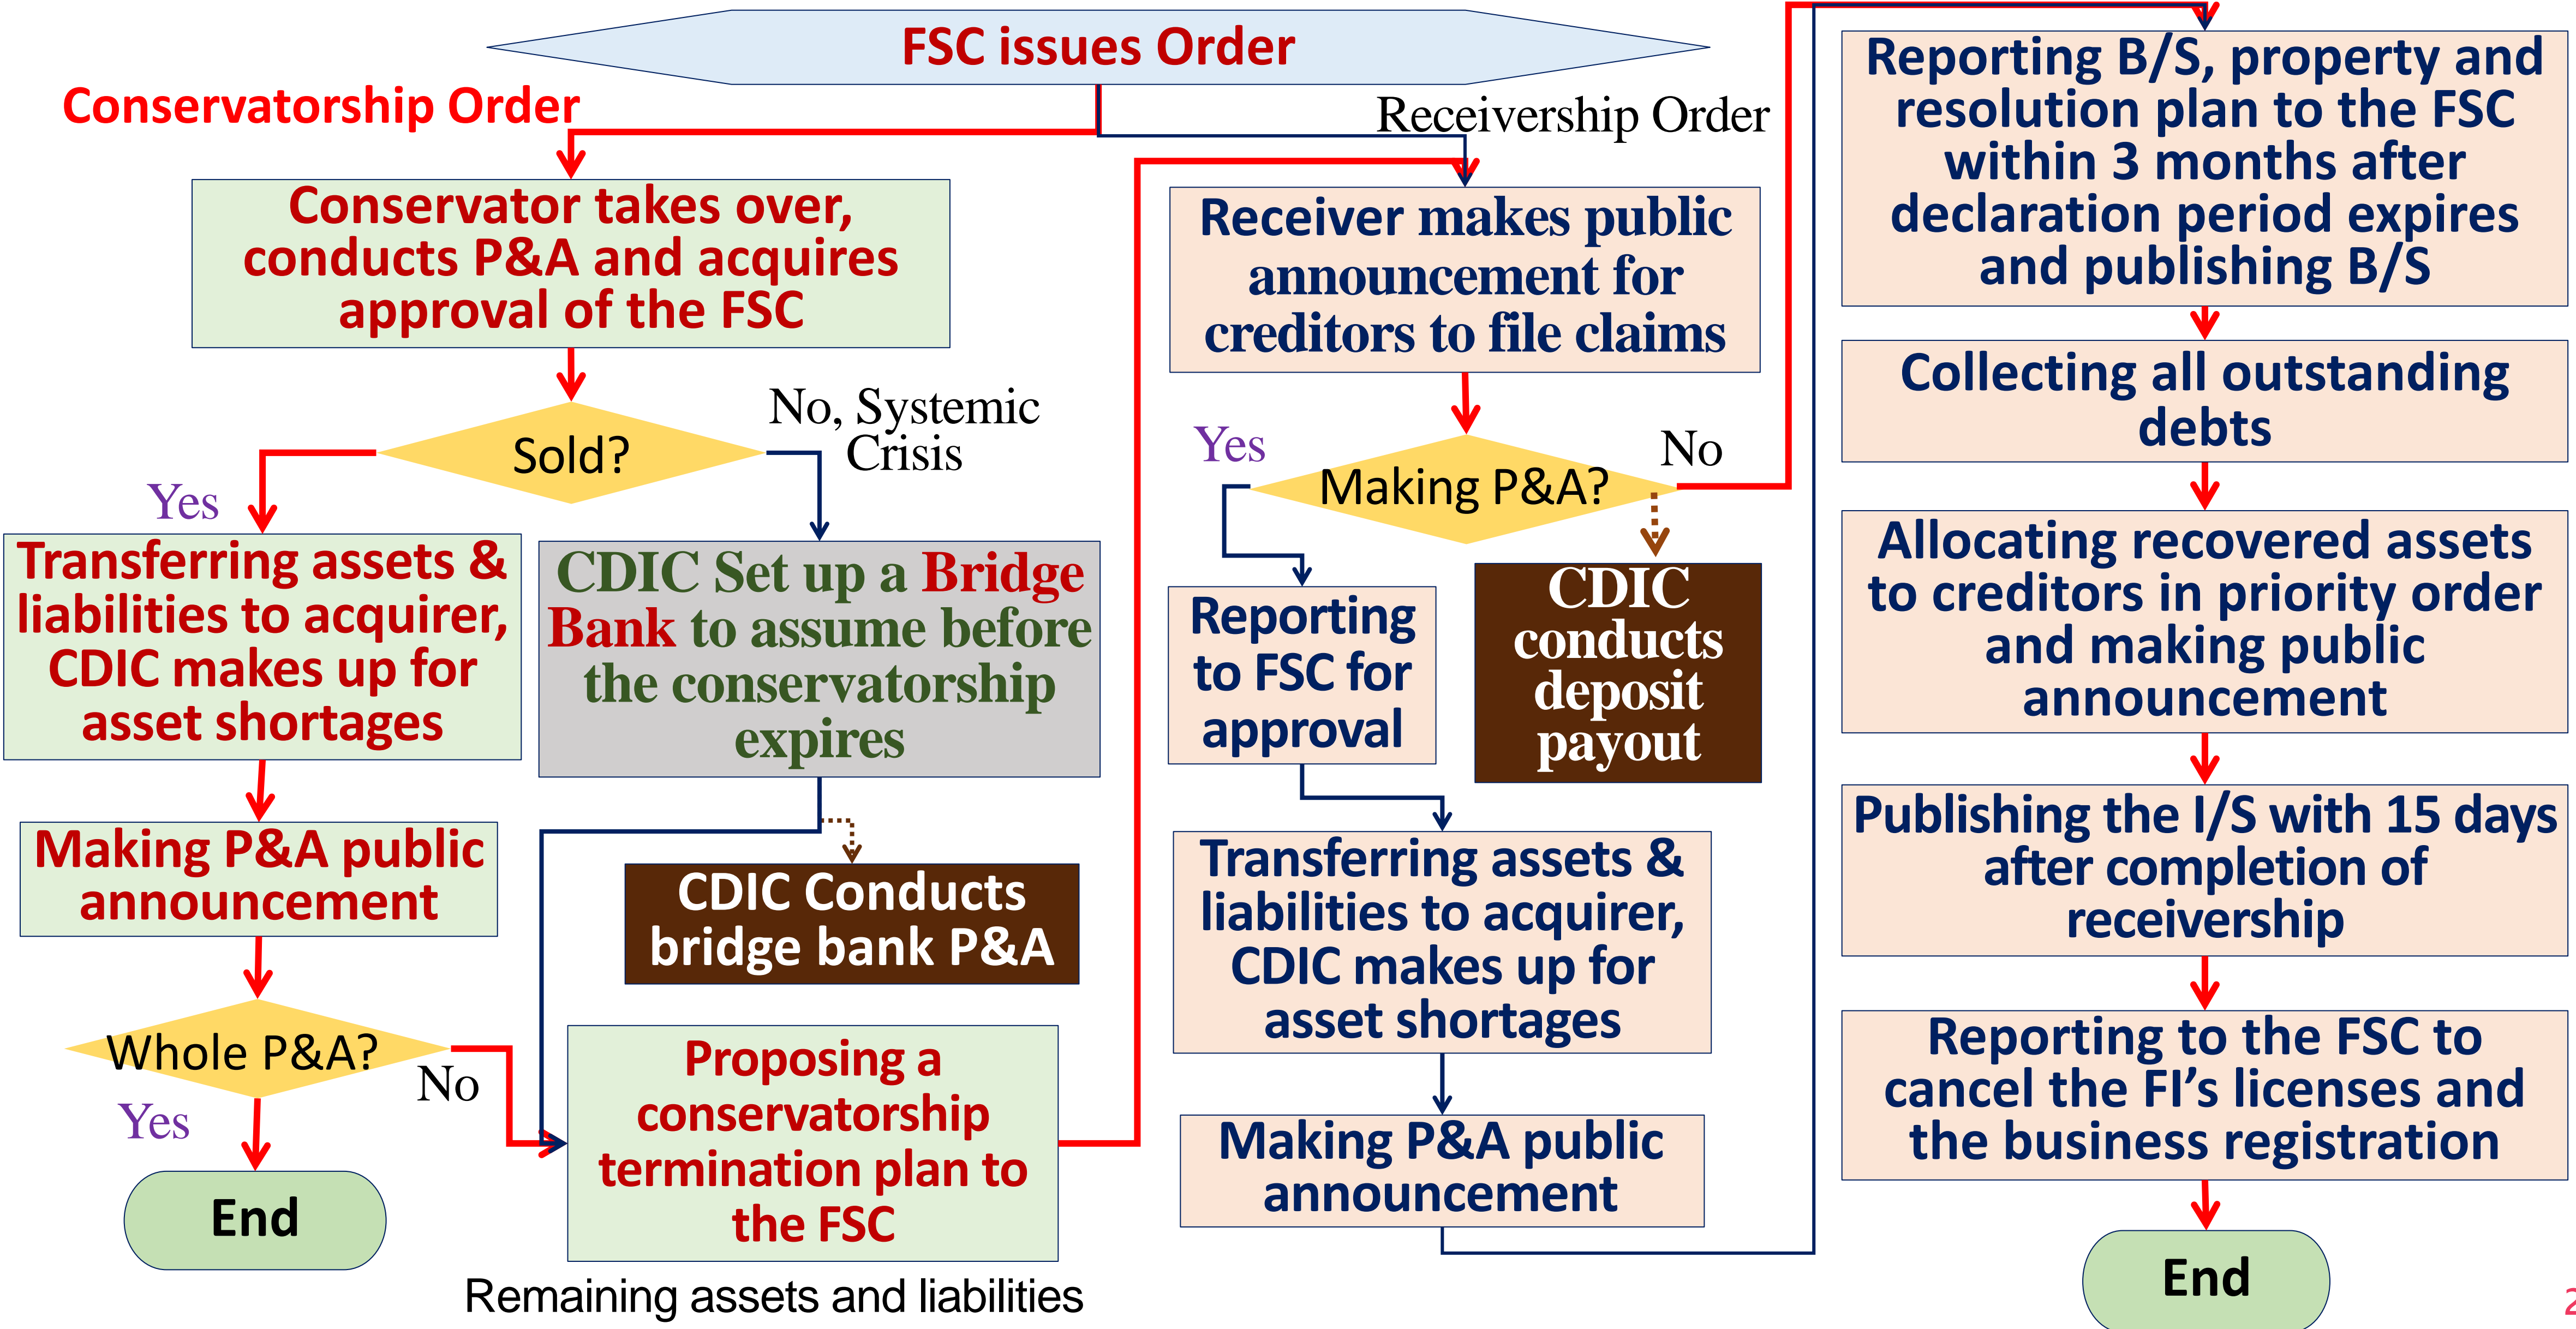 FSC issues Order
Conservatorship Order
Receivership Order
Conservator takes over,
conducts P&A and acquires
approval of the FSC
Sold?
No, Systemic
Crisis
Yes
Transferring assets &
liabilities to acquirer,
CDIC makes up for
asset shortages
CDIC Set up a Bridge
Bank to assume before
the conservatorship
expires
Making P&A public
announcement
CDIC Conducts
bridge bank P&A
Whole P&A?
No
Yes
End
Proposing a
conservatorship
termination plan to
the FSC
Remaining assets and liabilities
Receiver makes public
announcement for
creditors to file claims
Yes
Making P&A?
No
Reporting
to FSC for
approval
CDIC
conducts
deposit
payout
Transferring assets &
liabilities to acquirer,
CDIC makes up for
asset shortages
Making P&A public
announcement
Reporting B/S, property and
resolution plan to the FSC
within 3 months after
declaration period expires
and publishing B/S
Collecting all outstanding
debts
Allocating recovered assets
to creditors in priority order
and making public
announcement
Publishing the I/S with 15 days
after completion of
receivership
Reporting to the FSC to
cancel the FI’s licenses and
the business registration
End